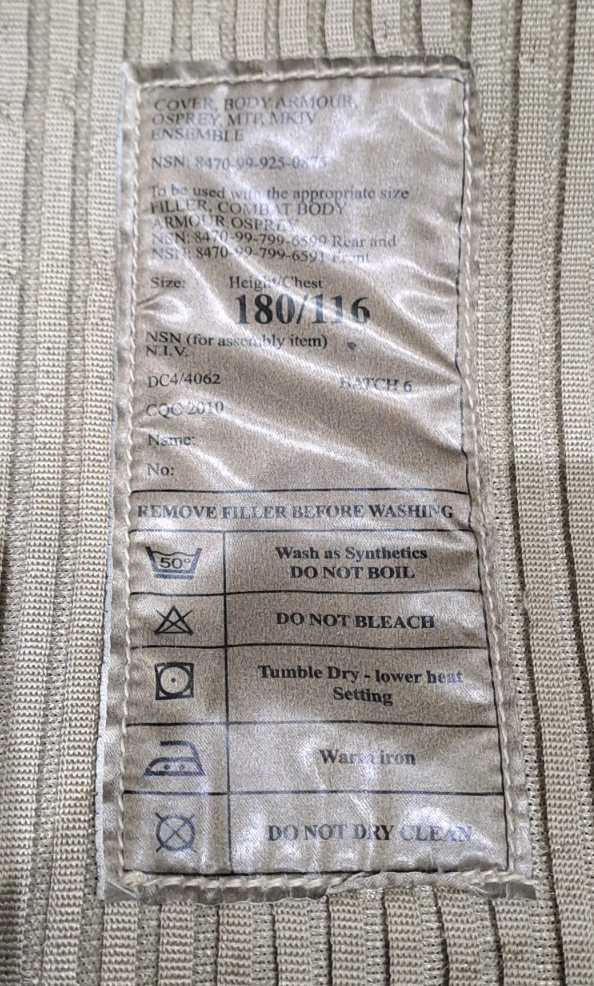 COVER, BODY ARMOUR,
OSPREY, MTP, MKIV
ENSEMBLE
NSN: 8470-99-925-0875
To be used with the appropriate size
FILLER, COMBAT BODY
ARMOUR OSPREY
NSN: 8470-99-799-6599 Rear and
NSN: 8470-99-799-6591 Front
Size: Height/Chest
180/116
NSN (for assembly item)
N.I.V.
DC4/4062 BATCH 6
CQC 2010
Name:
No:
REMOVE FILLER BEFORE WASHING
50° Wash as Synthetics
DO NOT BOIL
DO NOT BLEACH
Tumble Dry - lower heat
Setting
Warm iron
DO NOT DRY CLEAN